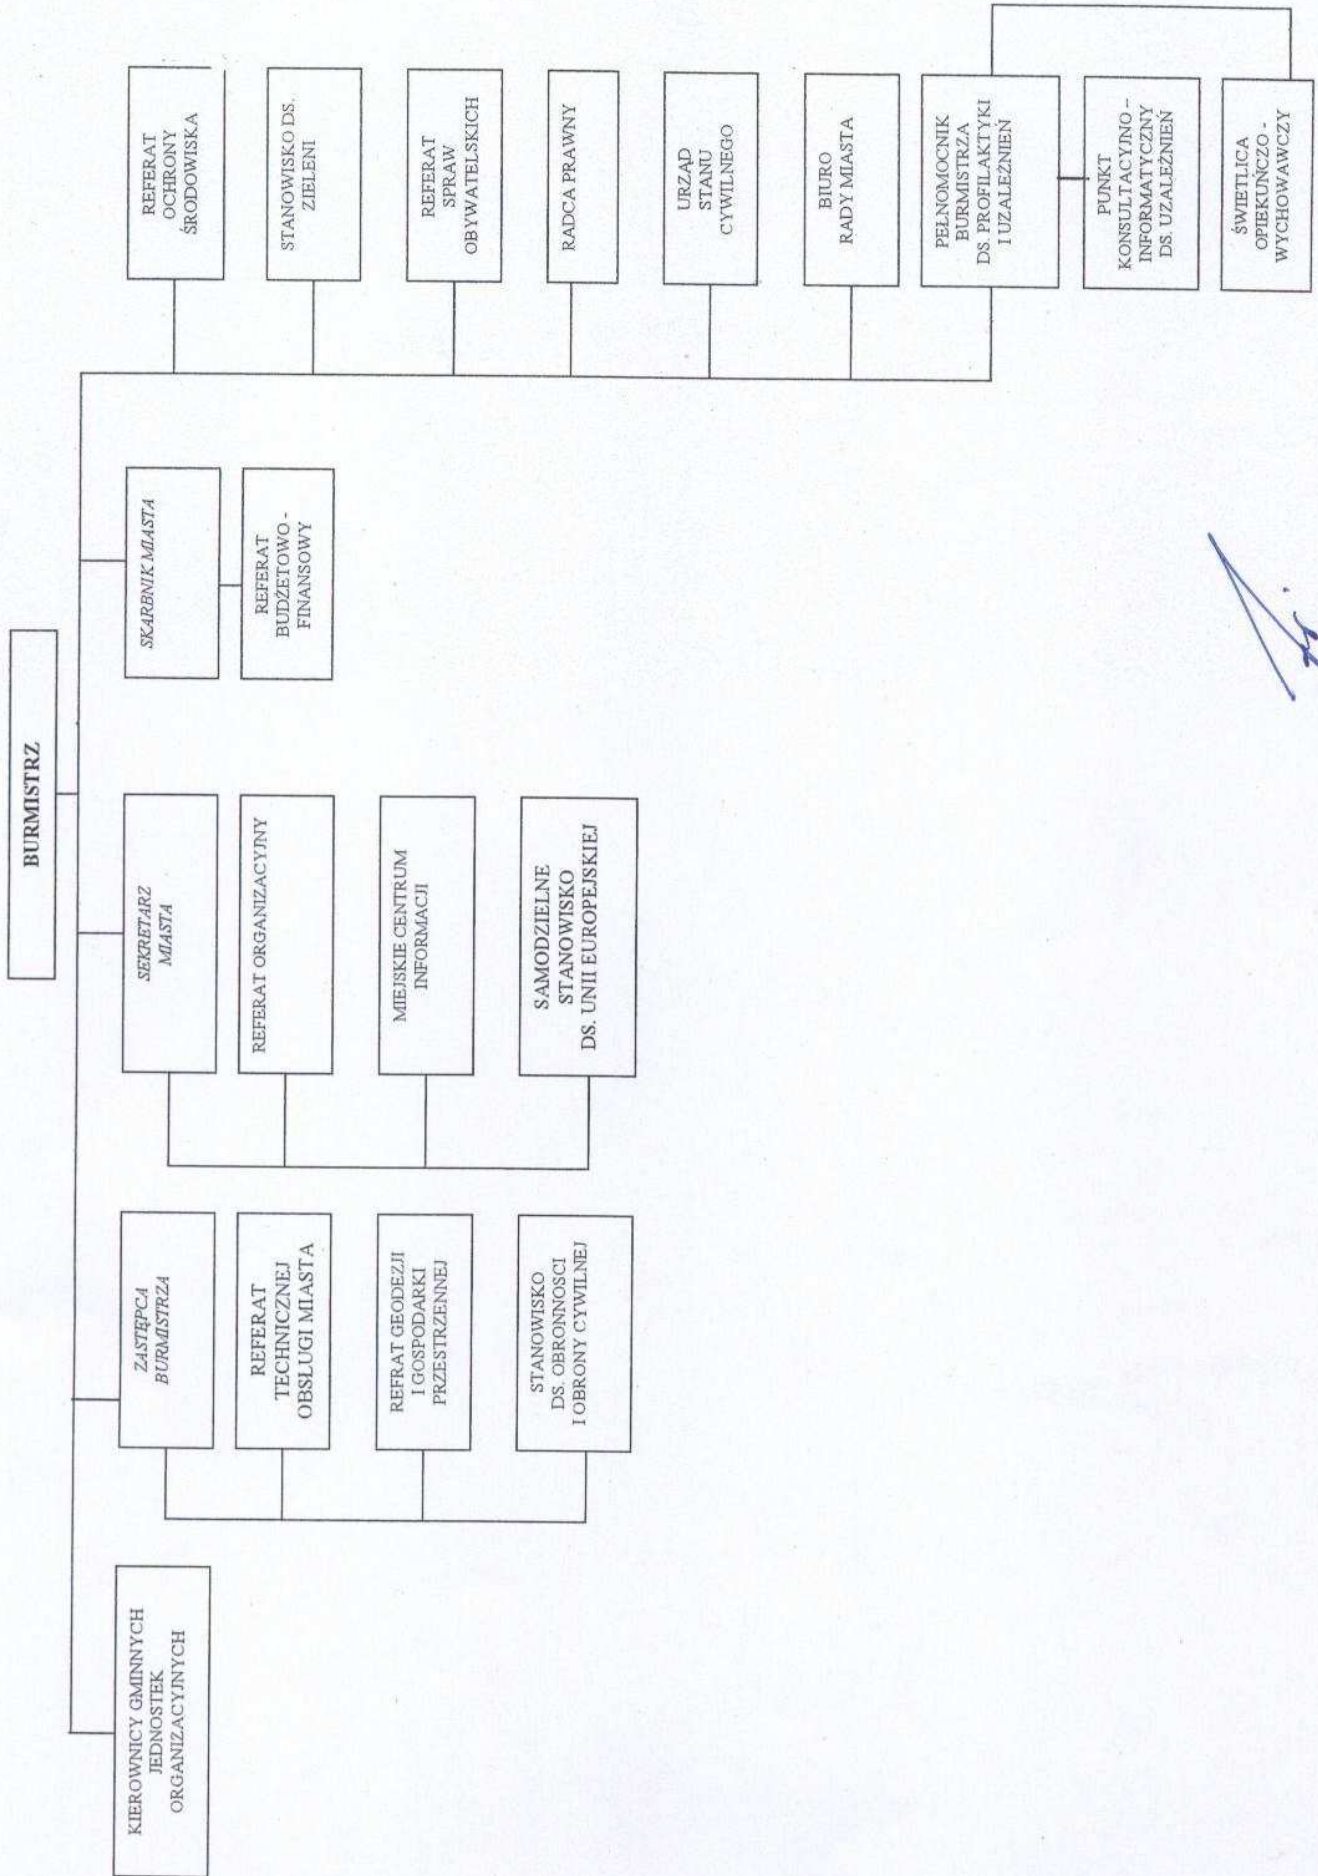 BURMISTRZ
KIEROWNICY GMINNYCH
JEDNOSTEK
ORGANIZACYJNYCH
ZASTĘPCA
BURMISTRZA
REFERAT
TECHNICZNEJ
OBSŁUGI MIASTA
REFRAT GEODEZJI
I GOSPODARKI
PRZESTRZENNEJ
STANOWISKO
DS. OBRONNOSCI
I OBRONY CYWILNEJ
SEKRETARZ
MIASTA
REFERAT ORGANIZACYJNY
MIEJSKIE CENTRUM
INFORMACJI
SAMODZIELNE
STANOWISKO
DS. UNII EUROPEJSKIEJ
SKARBNIK MIASTA
REFERAT
BUDŻETOWO -
FINANSOWY
REFERAT
OCHRONY
ŚRODOWISKA
STANOWISKO DS.
ZIELENI
REFERAT
SPRAW
OBYWATELSKICH
RADCA PRAWNY
URZĄD
STANU
CYWILNEGO
BIURO
RADY MIASTA
PEŁNOMOCNIK
BURMISTRZA
DS. PROFILAKTYKI
I UZALEŻNIEŃ
PUNKT
KONSULTACYJNO –
INFORMATYCZNY
DS. UZALEŻNIEŃ
ŚWIETLICA
OPIEKUŃCZO -
WYCHOWAWCZY